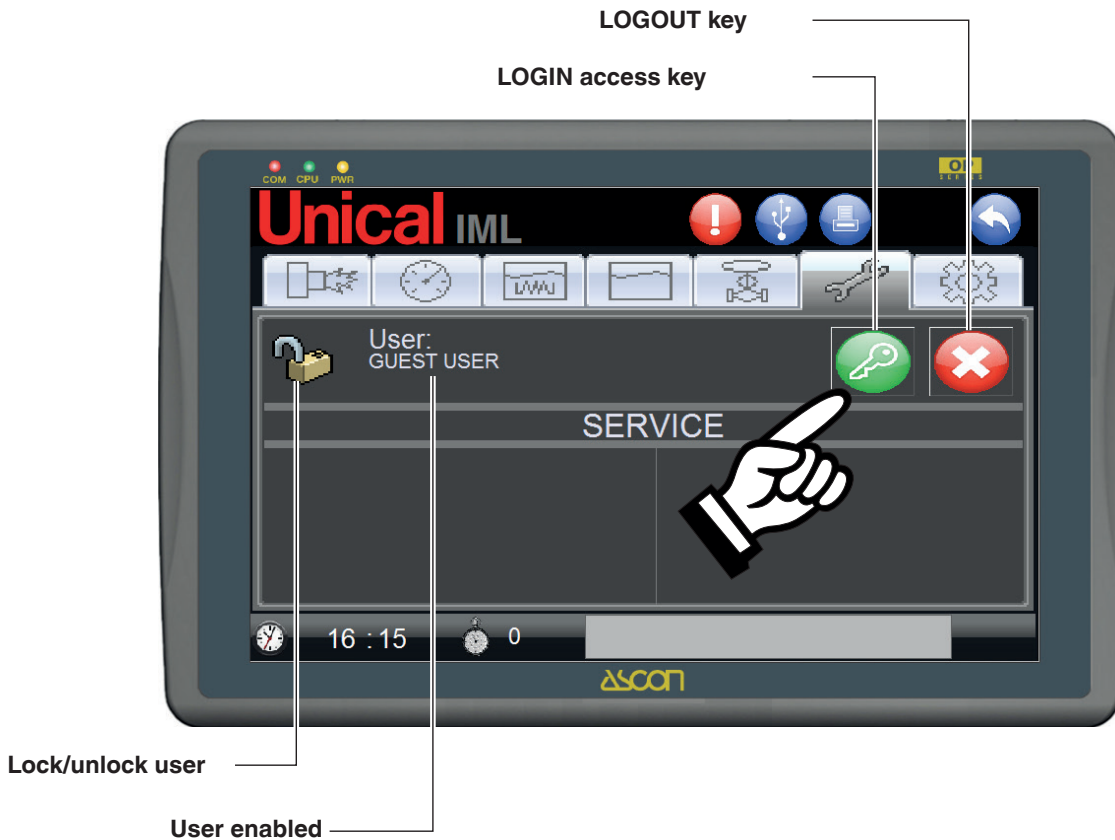 LOGOUT key
LOGIN access key
COM CPU PWR
OP
SERIES
Unical IML
User:
GUEST USER
SERVICE
16 : 15 0
ascon
Lock/unlock user
User enabled